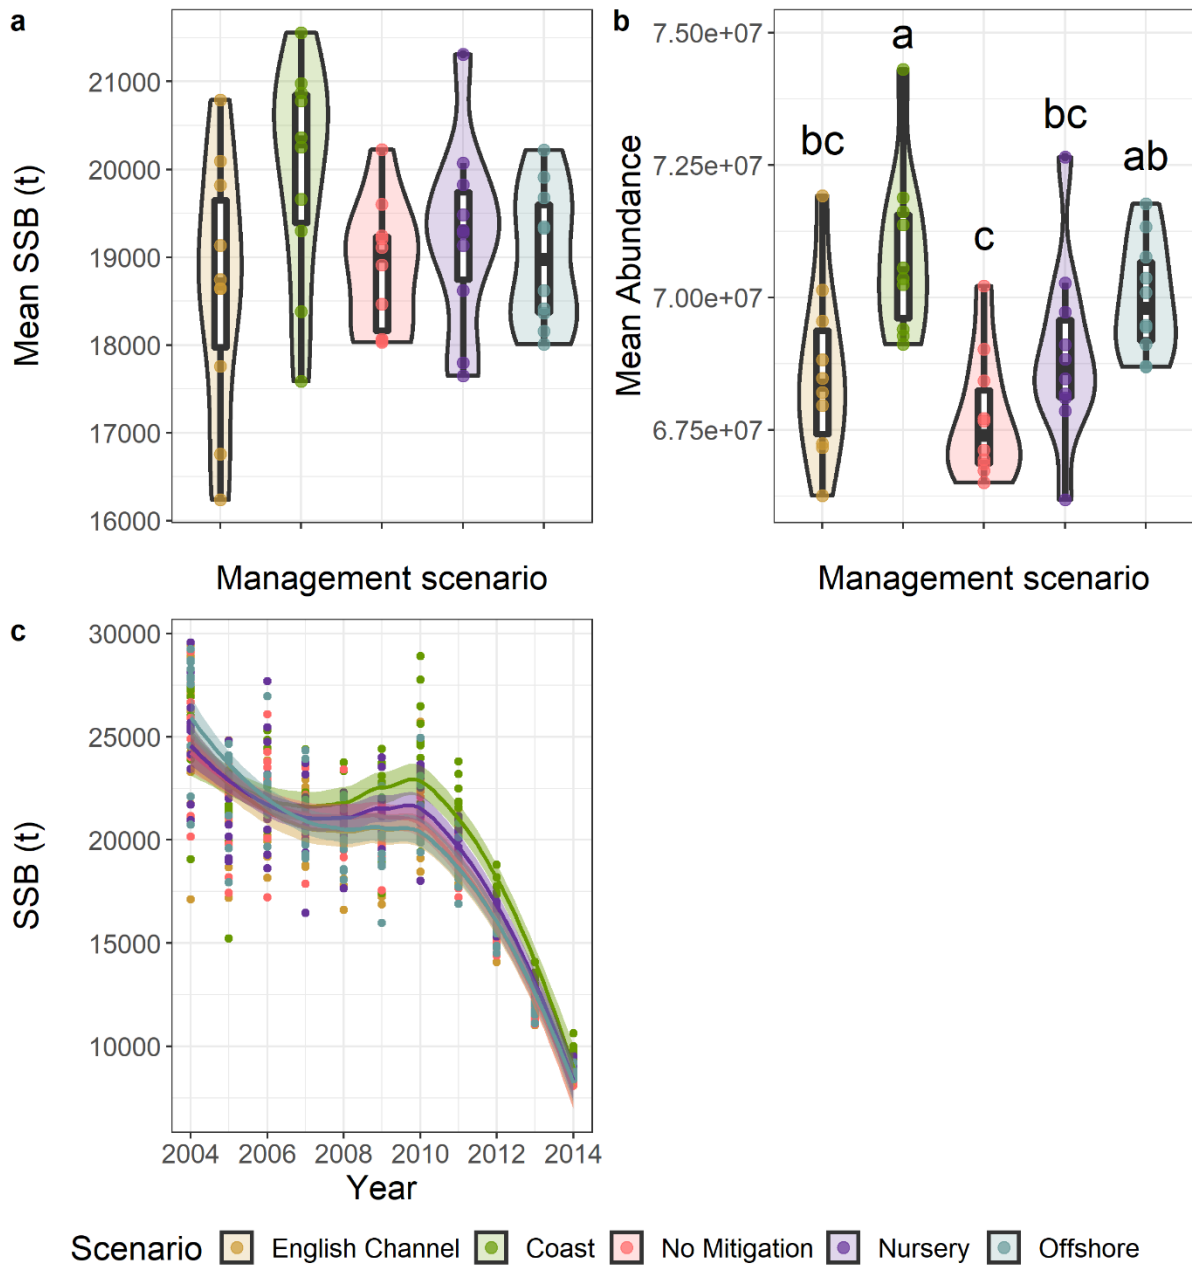 a
Mean SSB (t)
21000
20000
19000
18000
17000
16000
Management scenario
b
Mean Abundance
7.50e+07
7.25e+07
7.00e+07
6.75e+07
bc
a
c
bc
ab
Management scenario
c
SSB (t)
30000
25000
20000
15000
10000
2004 2006 2008 2010 2012 2014
Year
Scenario English Channel Coast No Mitigation Nursery Offshore